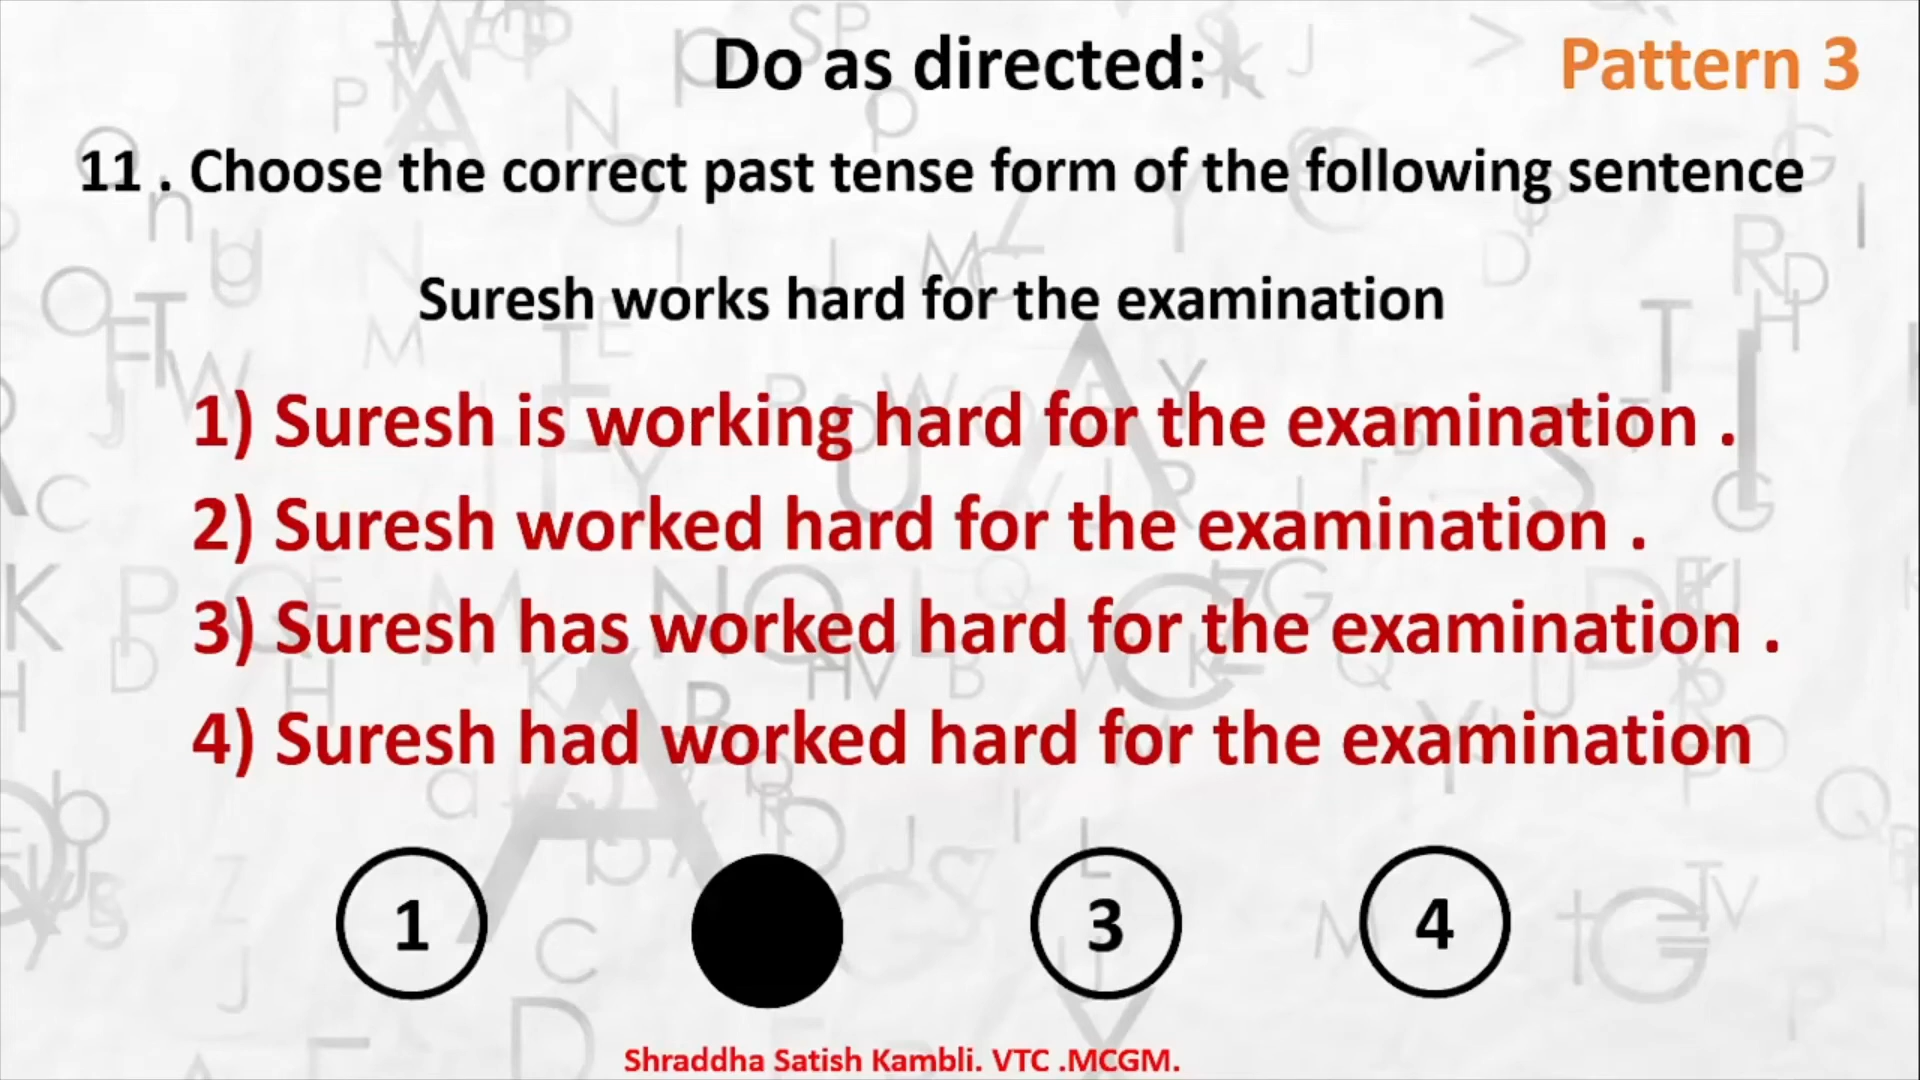 Do as directed:
Pattern 3
11 . Choose the correct past tense form of the following sentence
Suresh works hard for the examination
1) Suresh is working hard for the examination .
2) Suresh worked hard for the examination .
3) Suresh has worked hard for the examination .
4) Suresh had worked hard for the examination
1 3 4
Shraddha Satish Kambli. VTC .MCGM.